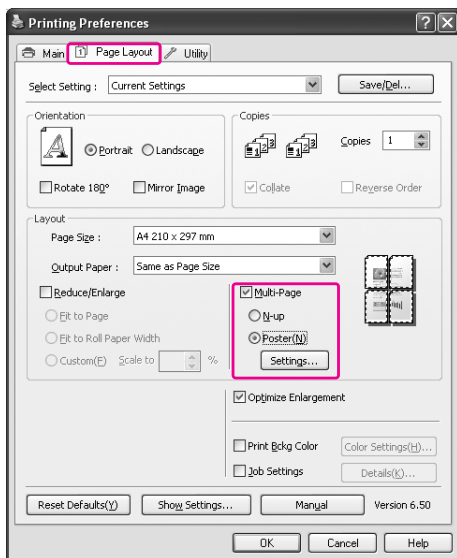 Printing Preferences
Main Page Layout Utility
Select Setting : Current Settings Save/Del...
Orientation
Portrait Landscape
Rotate 180° Mirror Image
Copies
Copies 1
Collate Reverse Order
Layout
Page Size : A4 210 x 297 mm
Output Paper : Same as Page Size
Reduce/Enlarge
Fit to Page
Fit to Roll Paper Width
Custom(F) Scale to %
Multi-Page
N-up
Poster(N)
Settings...
Optimize Enlargement
Print Bckg Color Color Settings(H)...
Job Settings Details(K)...
Reset Defaults(Y) Show Settings... Manual Version 6.50
OK Cancel Help